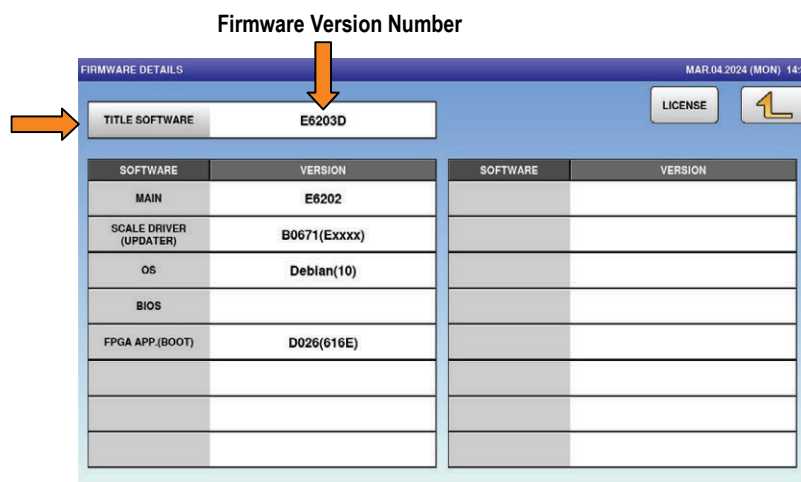 Firmware Version Number
FIRMWARE DETAILS
MAR.04.2024 (MON) 14:
LICENSE
TITLE SOFTWARE E6203D
SOFTWARE VERSION SOFTWARE VERSION
MAIN E6202
SCALE DRIVER
(UPDATER) B0671(Exxxx)
OS Debian(10)
BIOS
FPGA APP.(BOOT) D026(616E)